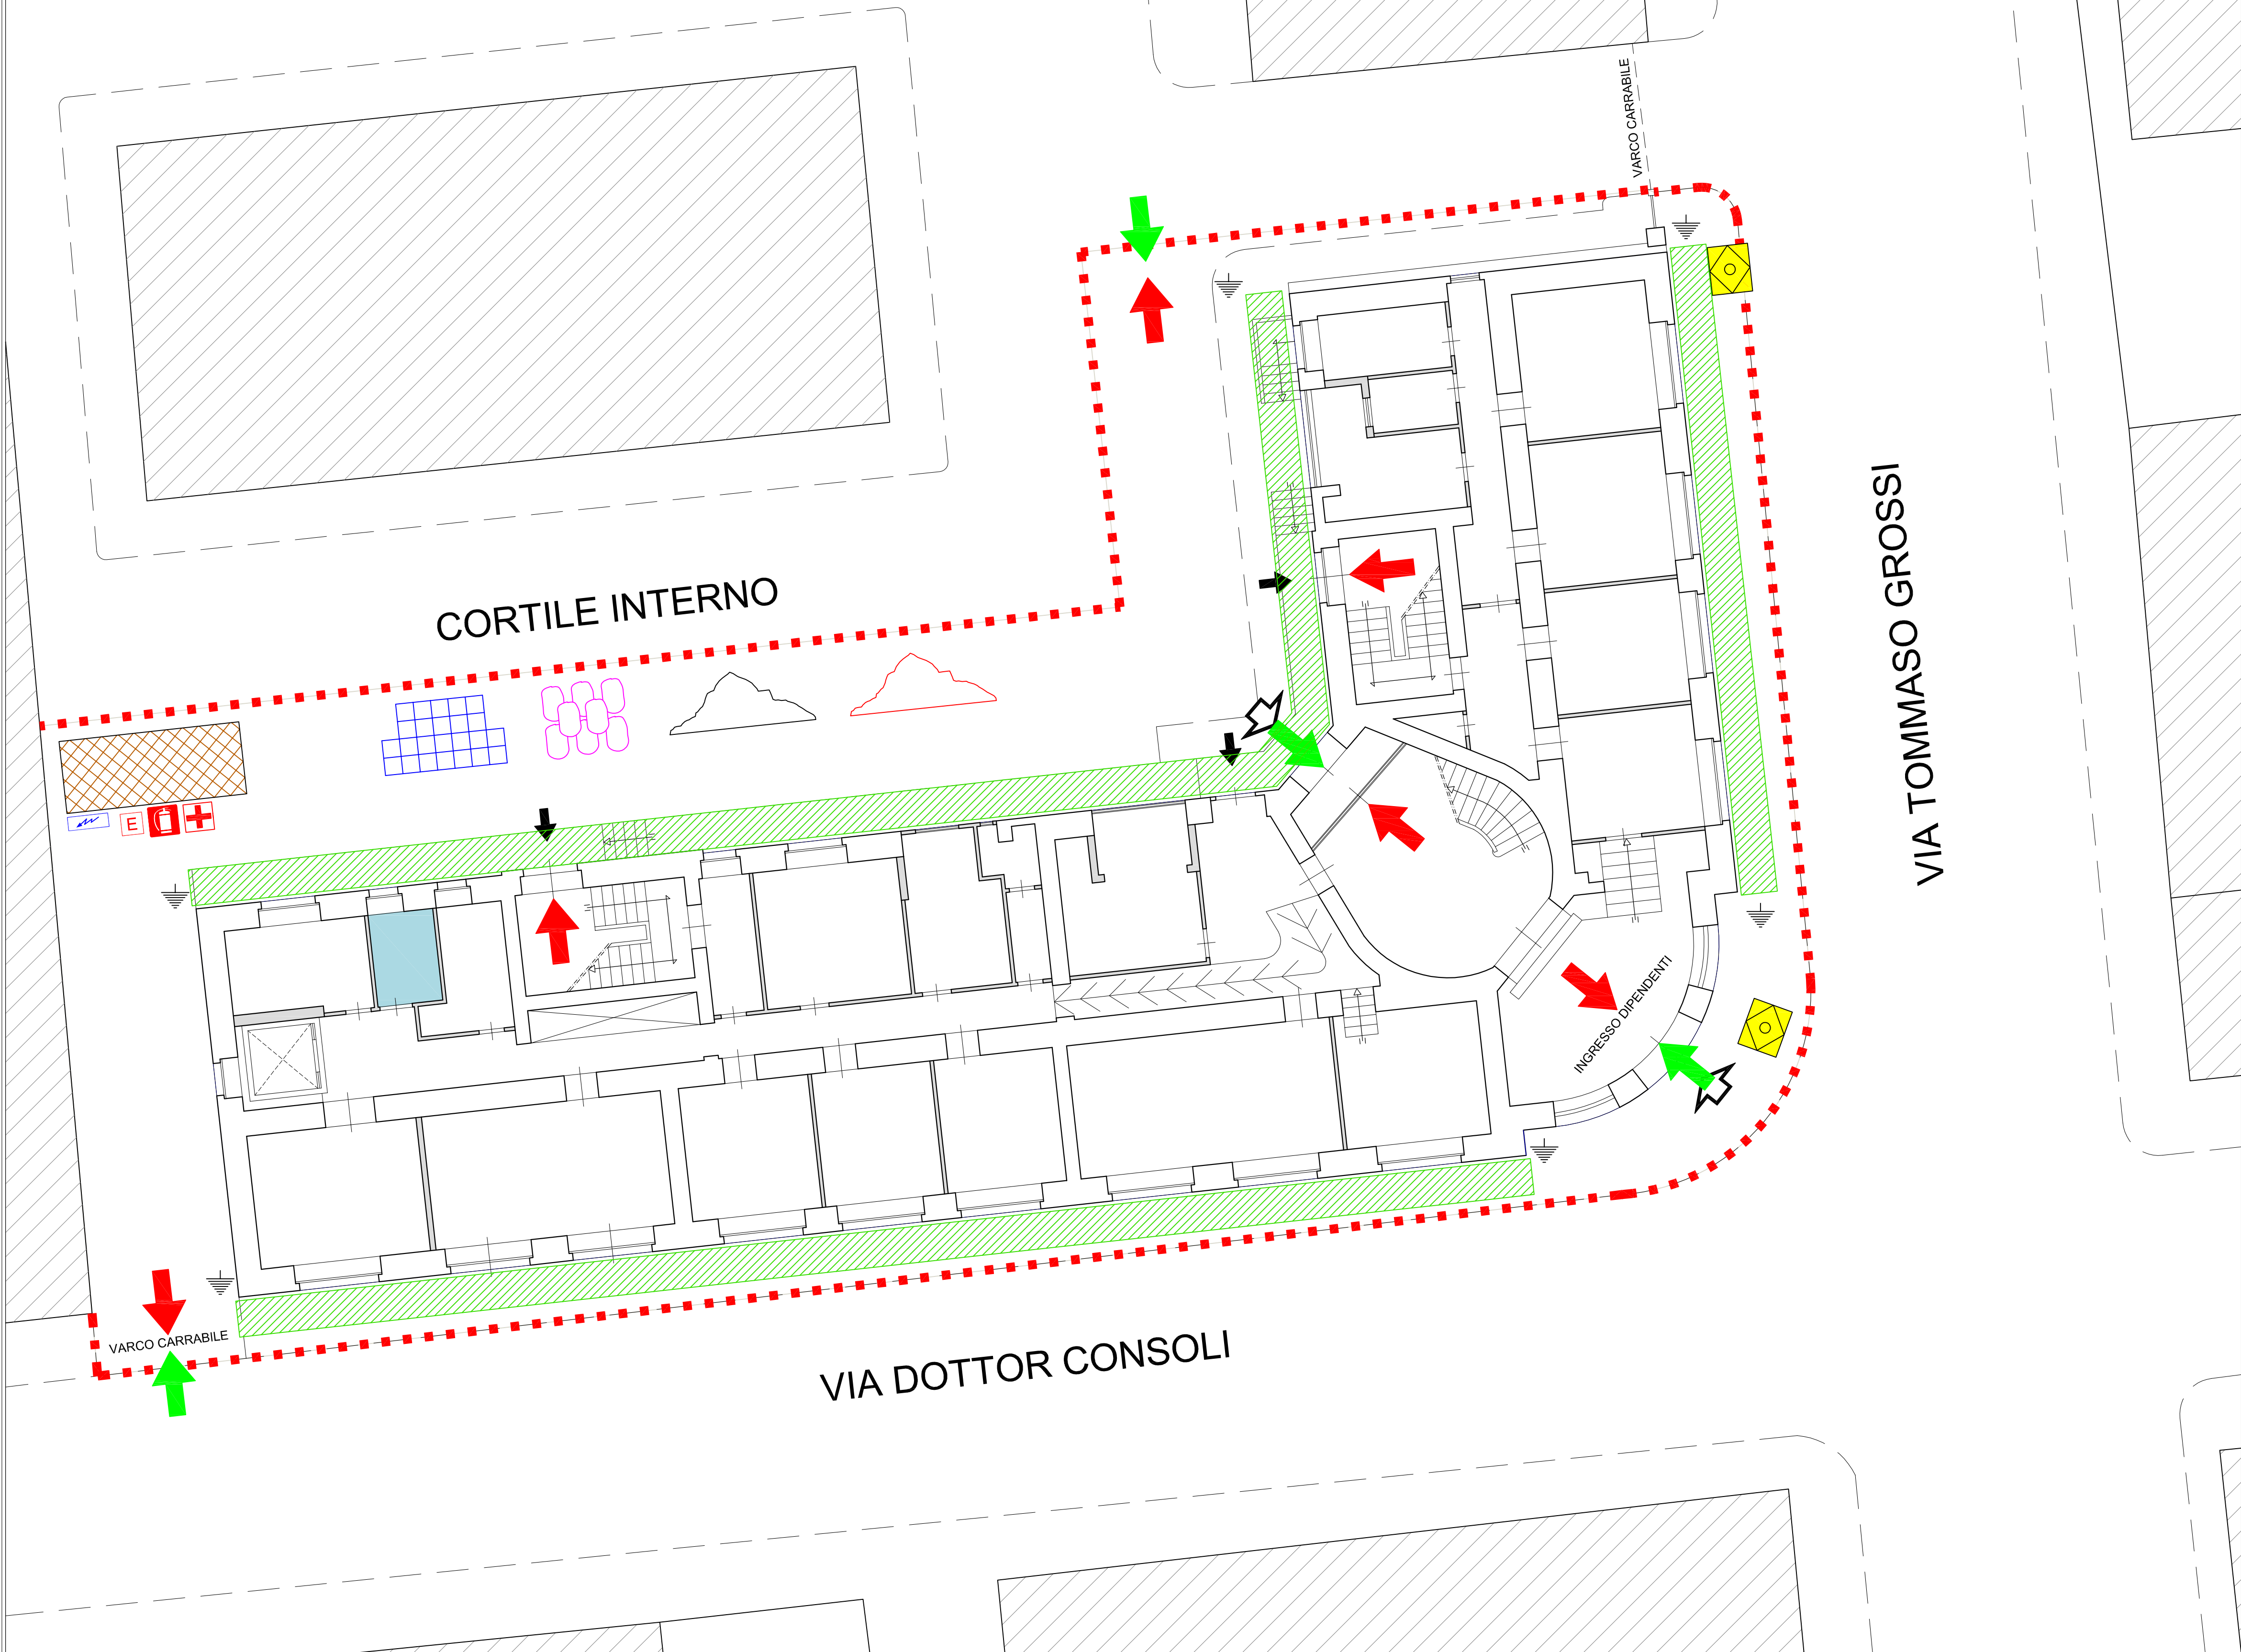 VARCO CARRABILE
CORTILE INTERNO
VIA TOMMASO GROSSI
E
INGRESSO DIPENDENTI
VARCO CARRABILE
VIA DOTTOR CONSOLI